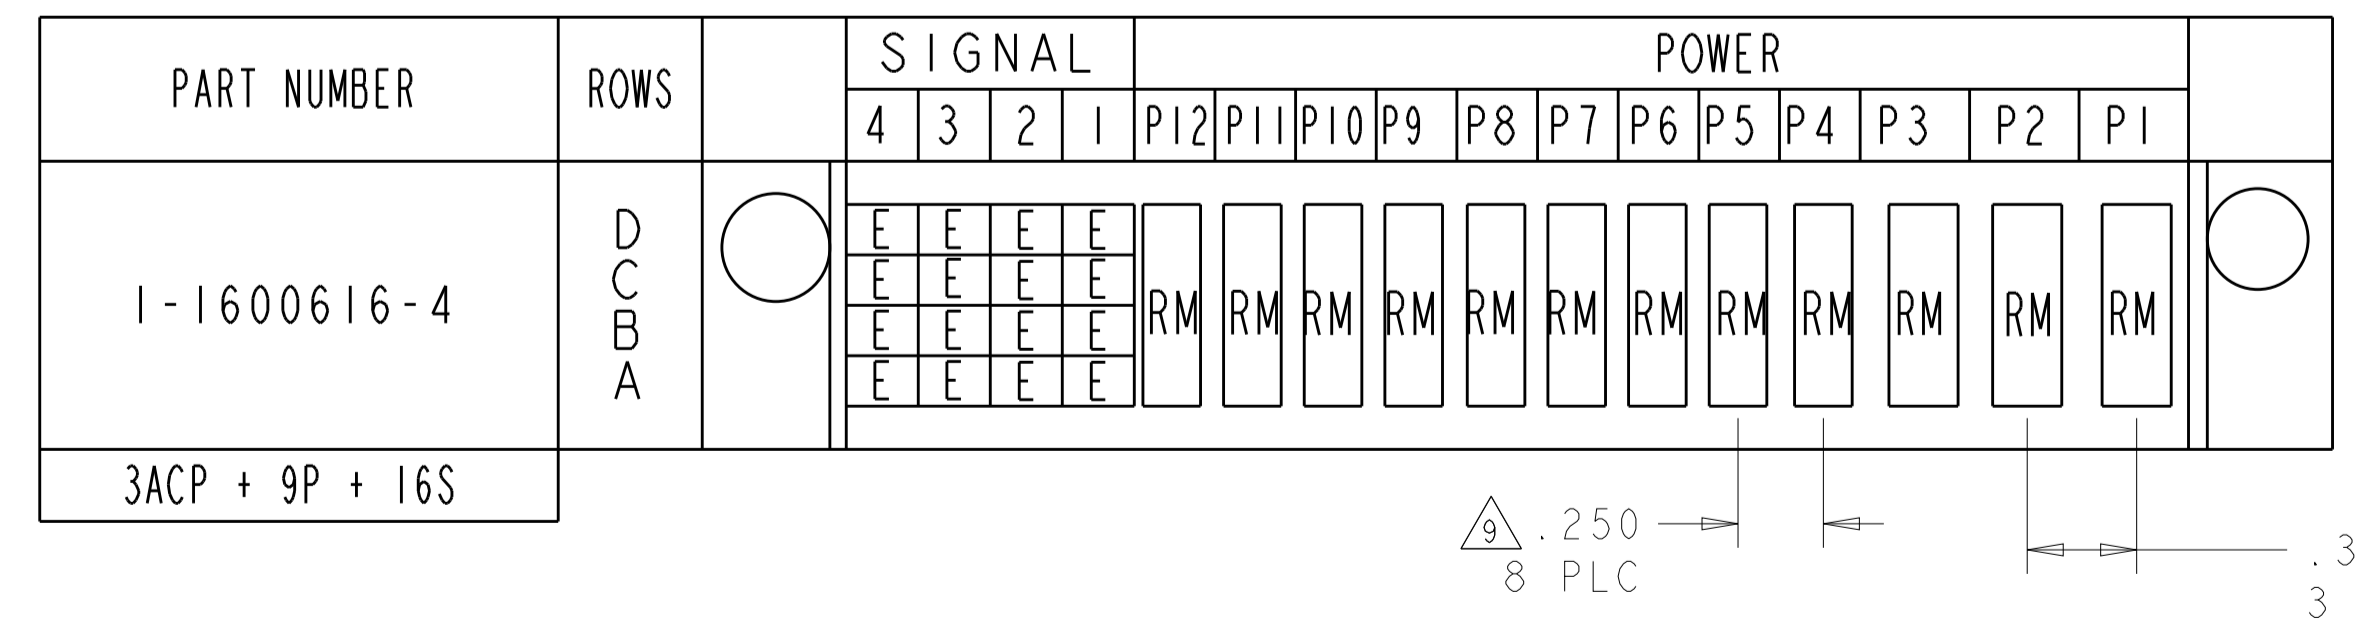 PART NUMBER ROWS SIGNAL POWER
4 3 2 1 P12 P11 P10 P9 P8 P7 P6 P5 P4 P3 P2 P1
D E E E E
C E E E E
1-1600616-4 RM RM RM RM RM RM RM RM RM RM RM RM
B E E E E
A E E E E
3ACP + 9P + 16S
9 .250
8 PLC
.3
3